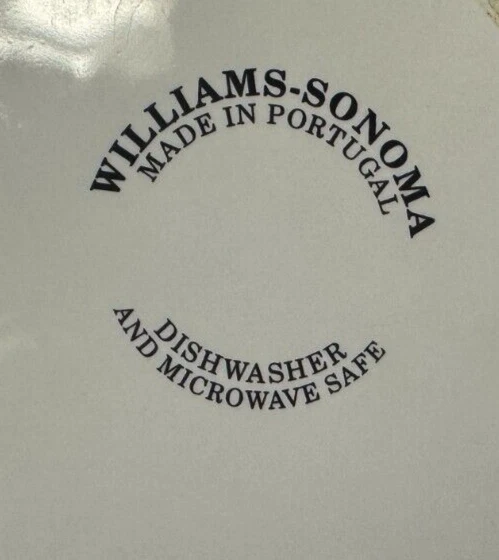 WILLIAMS-SONOMA
MADE IN PORTUGAL
DISHWASHER
AND MICROWAVE SAFE